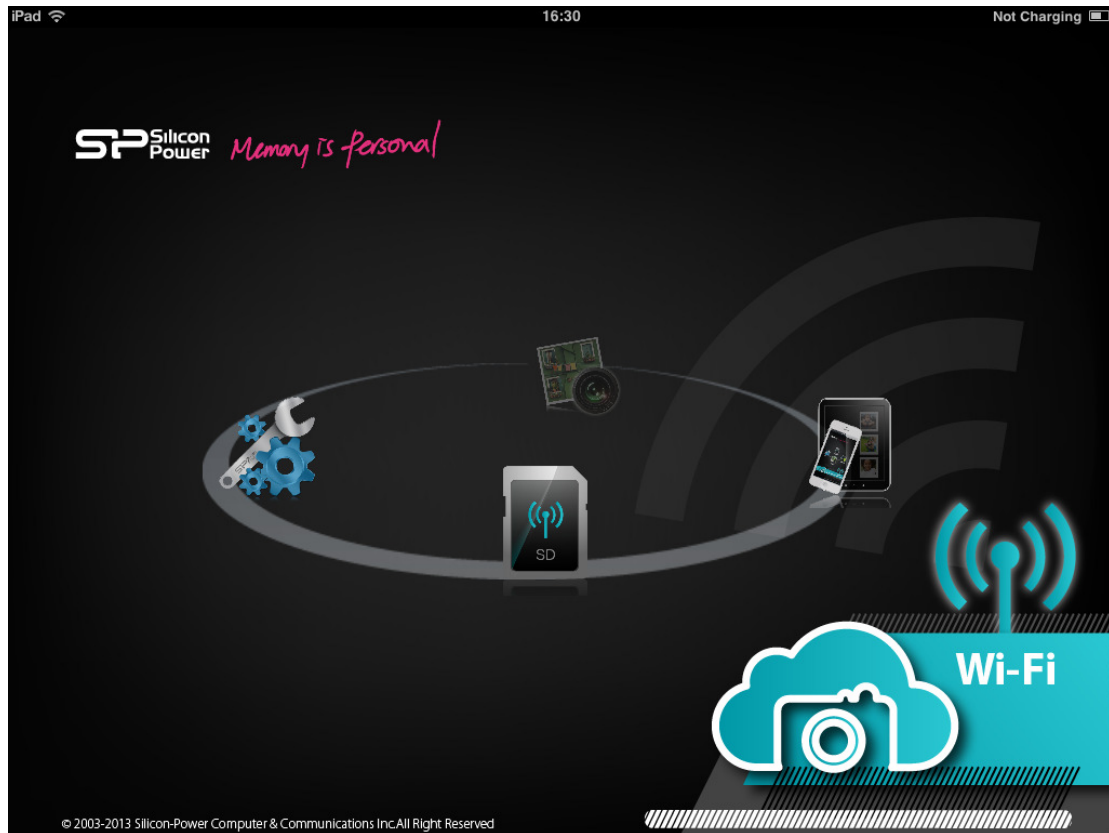 iPad 16:30 Not Charging
SP Silicon Power Memory is Personal
SD
Wi-Fi
© 2003-2013 Silicon-Power Computer & Communications Inc.All Right Reserved